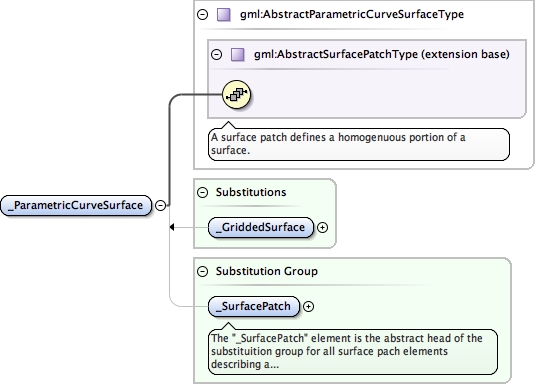 gml:AbstractParametricCurveSurfaceType
gml:AbstractSurfacePatchType (extension base)
A surface patch defines a homogenuous portion of a
surface.
_ParametricCurveSurface
Substitutions
_GriddedSurface
Substitution Group
_SurfacePatch
The "_SurfacePatch" element is the abstract head of the
substituition group for all surface pach elements
describing a...